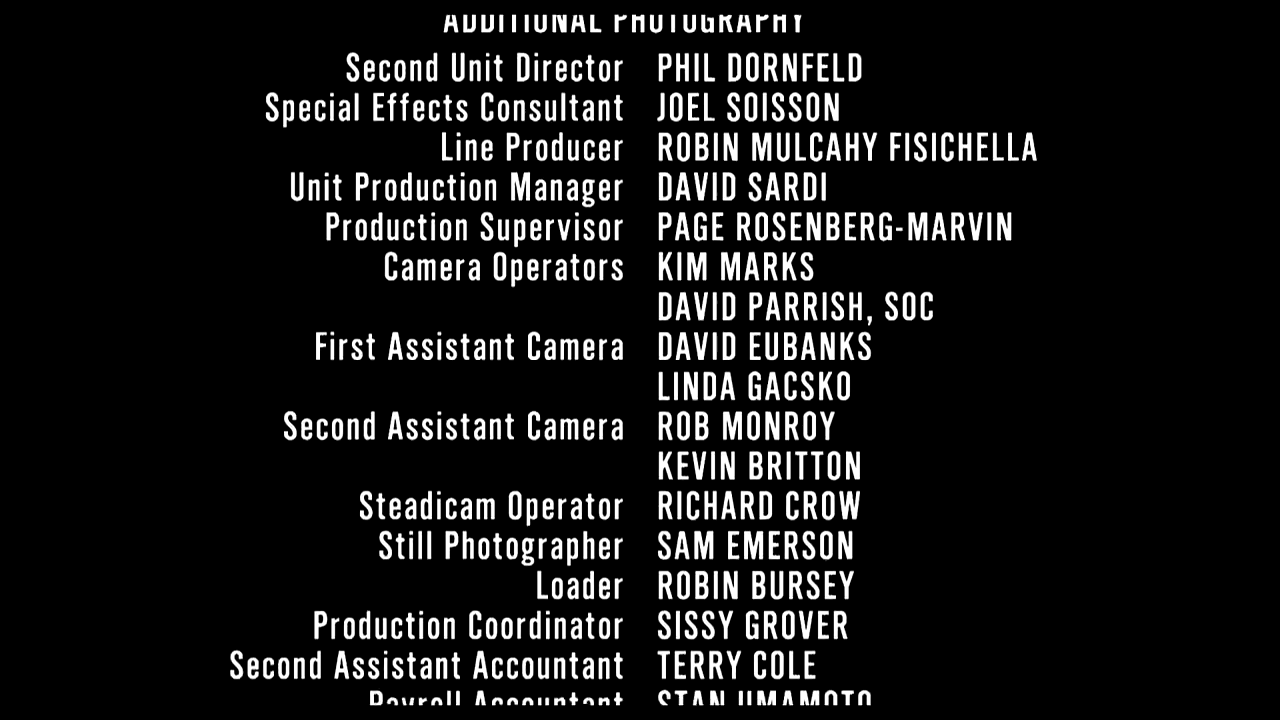 ADDITIONAL PHOTOGRAPHY
Second Unit Director PHIL DORNFELD
Special Effects Consultant JOEL SOISSON
Line Producer ROBIN MULCAHY FISICHELLA
Unit Production Manager DAVID SARDI
Production Supervisor PAGE ROSENBERG-MARVIN
Camera Operators KIM MARKS
DAVID PARRISH, SOC
First Assistant Camera DAVID EUBANKS
LINDA GACSKO
Second Assistant Camera ROB MONROY
KEVIN BRITTON
Steadicam Operator RICHARD CROW
Still Photographer SAM EMERSON
Loader ROBIN BURSEY
Production Coordinator SISSY GROVER
Second Assistant Accountant TERRY COLE
Payroll Accountant STAN UMAMOTO